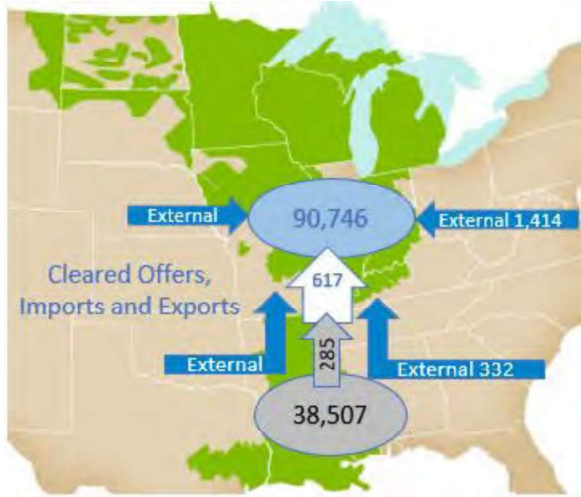 External
90,746
External 1,414
Cleared Offers,
Imports and Exports
617
External
285
External 332
38,507